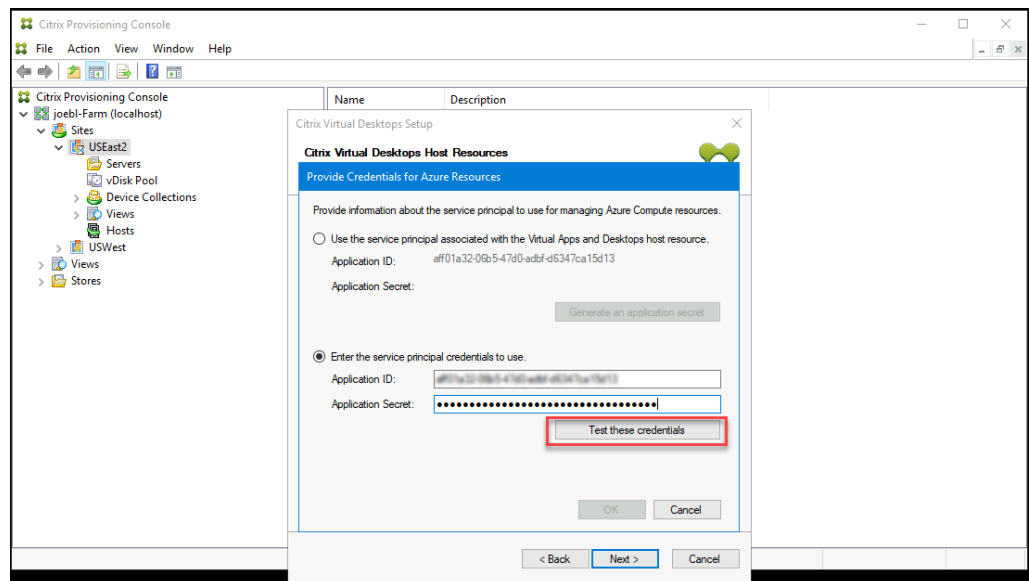 Citrix Provisioning Console
File Action View Window Help
Citrix Provisioning Console
joebl-Farm (localhost)
Sites
USEast2
Servers
vDisk Pool
Device Collections
Views
Hosts
USWest
Views
Stores
Name Description
Citrix Virtual Desktops Setup
Citrix Virtual Desktops Host Resources
Provide Credentials for Azure Resources
Provide information about the service principal to use for managing Azure Compute resources.
Use the service principal associated with the Virtual Apps and Desktops host resource.
Application ID: aff01a32-06b5-47d0-adbf-d6347ca15d13
Application Secret:
Generate an application secret
Enter the service principal credentials to use.
Application ID:
Application Secret:
Test these credentials
OK Cancel
< Back Next > Cancel